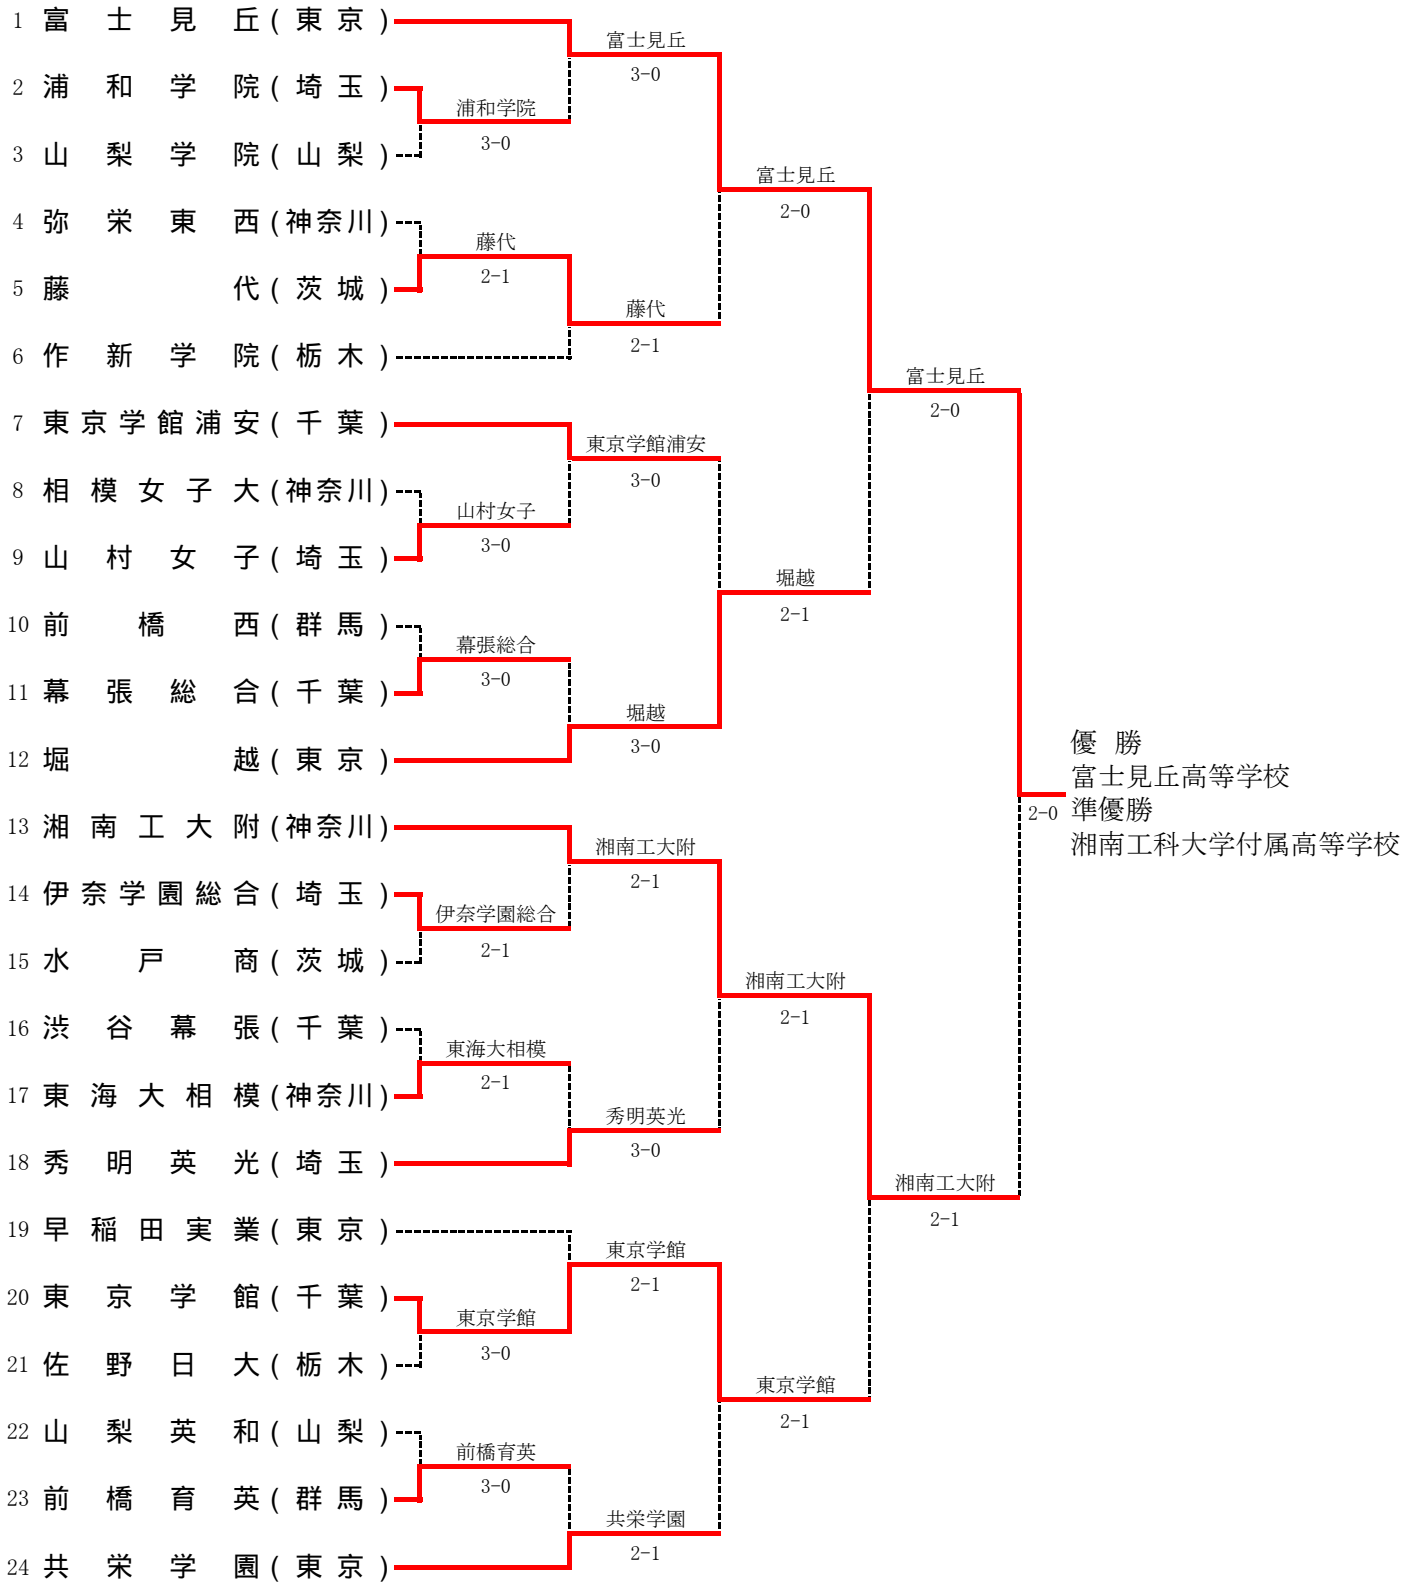 1 富士見丘(東京)
富士見丘
3-0
2 浦和学院(埼玉)
浦和学院
3-0
3 山梨学院(山梨)
富士見丘
2-0
4 弥栄東西(神奈川)
藤代
2-1
5 藤代(茨城)
藤代
2-1
6 作新学院(栃木)
富士見丘
2-0
7 東京学館浦安(千葉)
東京学館浦安
3-0
8 相模女子大(神奈川)
山村女子
3-0
9 山村女子(埼玉)
堀越
2-1
10 前橋西(群馬)
幕張総合
3-0
11 幕張総合(千葉)
堀越
3-0
12 堀越(東京)
優勝
富士見丘高等学校
2-0 準優勝
湘南工科大学付属高等学校
13 湘南工大附(神奈川)
湘南工大附
2-1
14 伊奈学園総合(埼玉)
伊奈学園総合
2-1
15 水戸商(茨城)
湘南工大附
2-1
16 渋谷幕張(千葉)
東海大相模
2-1
17 東海大相模(神奈川)
秀明英光
3-0
18 秀明英光(埼玉)
湘南工大附
2-1
19 早稲田実業(東京)
東京学館
2-1
20 東京学館(千葉)
東京学館
3-0
21 佐野日大(栃木)
東京学館
2-1
22 山梨英和(山梨)
前橋育英
3-0
23 前橋育英(群馬)
共栄学園
2-1
24 共栄学園(東京)